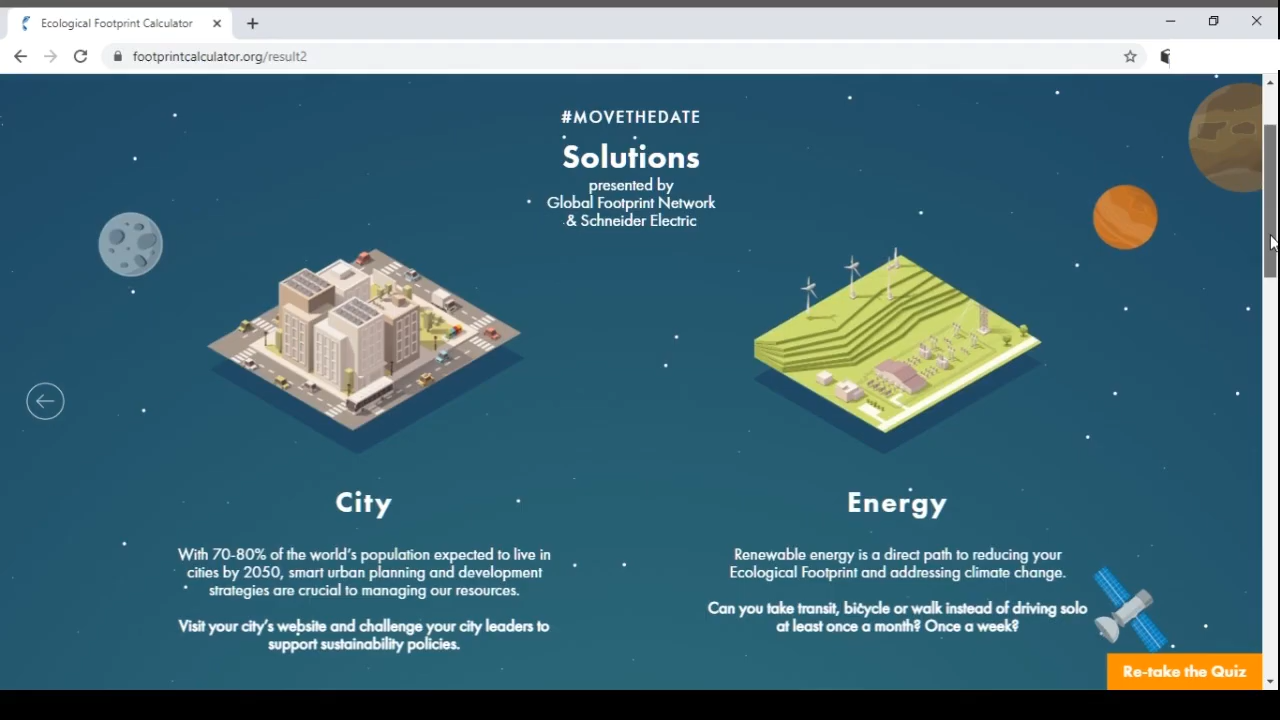 Ecological Footprint Calculator
footprintcalculator.org/result2
#MOVETHEDATE
Solutions
presented by
Global Footprint Network
& Schneider Electric
City
With 70-80% of the world's population expected to live in
cities by 2050, smart urban planning and development
strategies are crucial to managing our resources.
Visit your city's website and challenge your city leaders to
support sustainability policies.
Energy
Renewable energy is a direct path to reducing your
Ecological Footprint and addressing climate change.
Can you take transit, bicycle or walk instead of driving solo
at least once a month? Once a week?
Re-take the Quiz